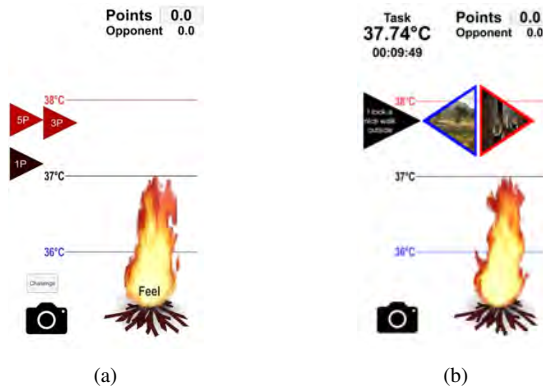 Points 0.0
Opponent 0.0
38°C
5P 3P
1P
37°C
36°C
Feel
(a)
Task
37.74°C
00:09:49
Points 0.0
Opponent 0.0
38°C
I took a
nice walk
outside
37°C
36°C
(b)